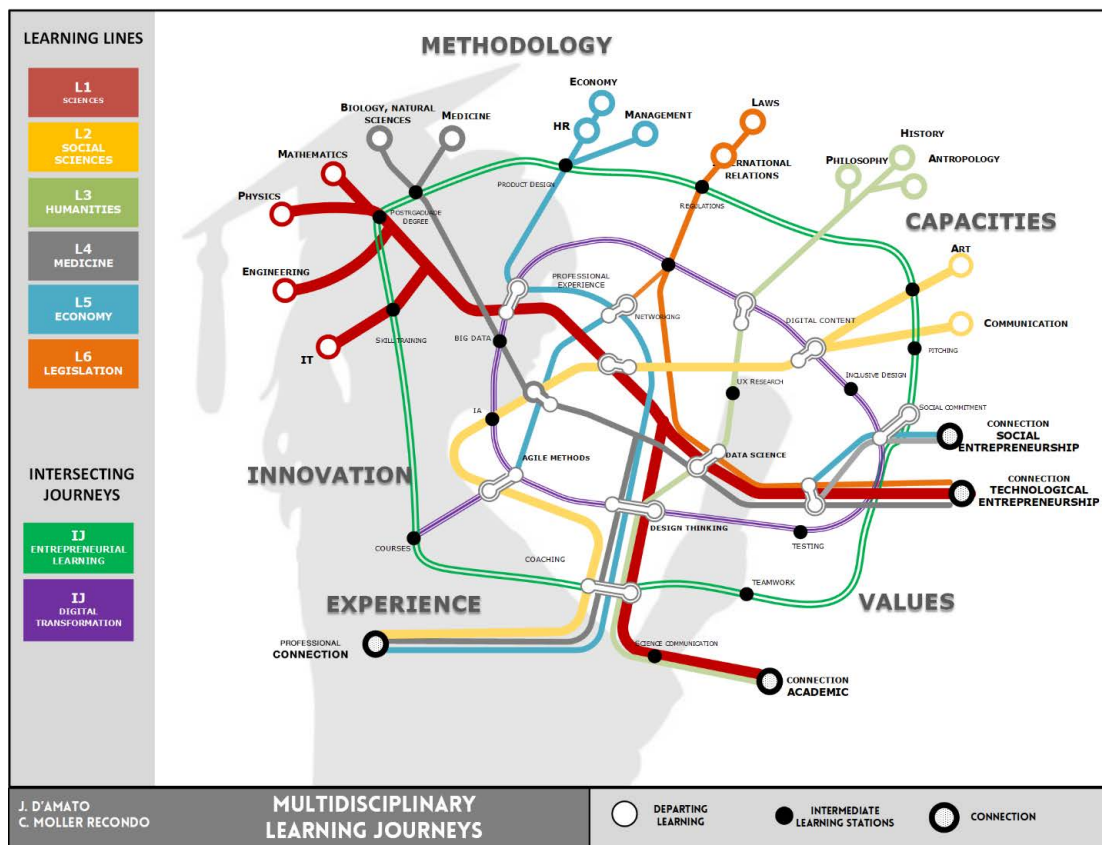 LEARNING LINES
L1
SCIENCES
L2
SOCIAL
SCIENCES
L3
HUMANITIES
L4
MEDICINE
L5
ECONOMY
L6
LEGISLATION
INTERSECTING
JOURNEYS
IJ
ENTREPRENEURIAL
LEARNING
IJ
DIGITAL
TRANSFORMATION
METHODOLOGY
ECONOMY
HR
MANAGEMENT
LAWS
INTERNATIONAL
RELATIONS
HISTORY
PHILOSOPHY
ANTROPOLOGY
BIOLOGY, NATURAL
SCIENCES
MEDICINE
MATHEMATICS
PHYSICS
ENGINEERING
IT
POSTRGADUAGE
DEGREE
PRODUCT DESIGN
REGULATIONS
CAPACITIES
ART
COMMUNICATION
PROFESSIONAL
EXPERIENCE
NETWORKING
DIGITAL CONTENT
SKILL TRAINING
BIG DATA
PITCHING
INCLUSIVE DESIGN
UX RESEARCH
IA
SOCIAL COMMITMENT
CONNECTION
SOCIAL
ENTREPRENEURSHIP
INNOVATION
AGILE METHODS
DATA SCIENCE
CONNECTION
TECHNOLOGICAL
ENTREPRENEURSHIP
DESIGN THINKING
COURSES
TESTING
COACHING
TEAMWORK
EXPERIENCE
VALUES
PROFESSIONAL
CONNECTION
SCIENCE COMMUNICATION
CONNECTION
ACADEMIC
J. D'AMATO
C. MOLLER RECONDO
MULTIDISCIPLINARY
LEARNING JOURNEYS
DEPARTING
LEARNING
INTERMEDIATE
LEARNING STATIONS
CONNECTION